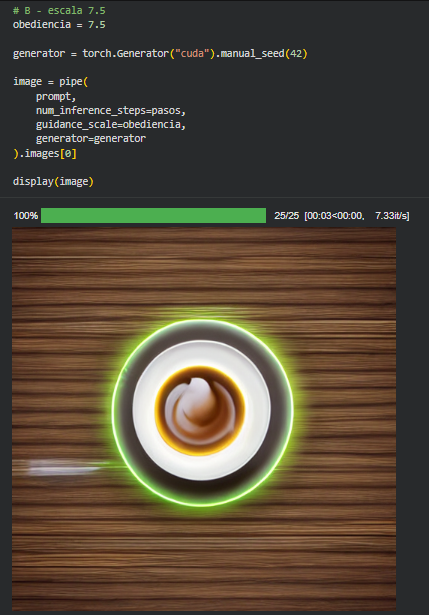 # B - escala 7.5
obediencia = 7.5
generator = torch.Generator("cuda").manual_seed(42)
image = pipe(
    prompt,
    num_inference_steps=pasos,
    guidance_scale=obediencia,
    generator=generator
).images[0]
display(image)
100% 25/25 [00:03<00:00, 7.33it/s]